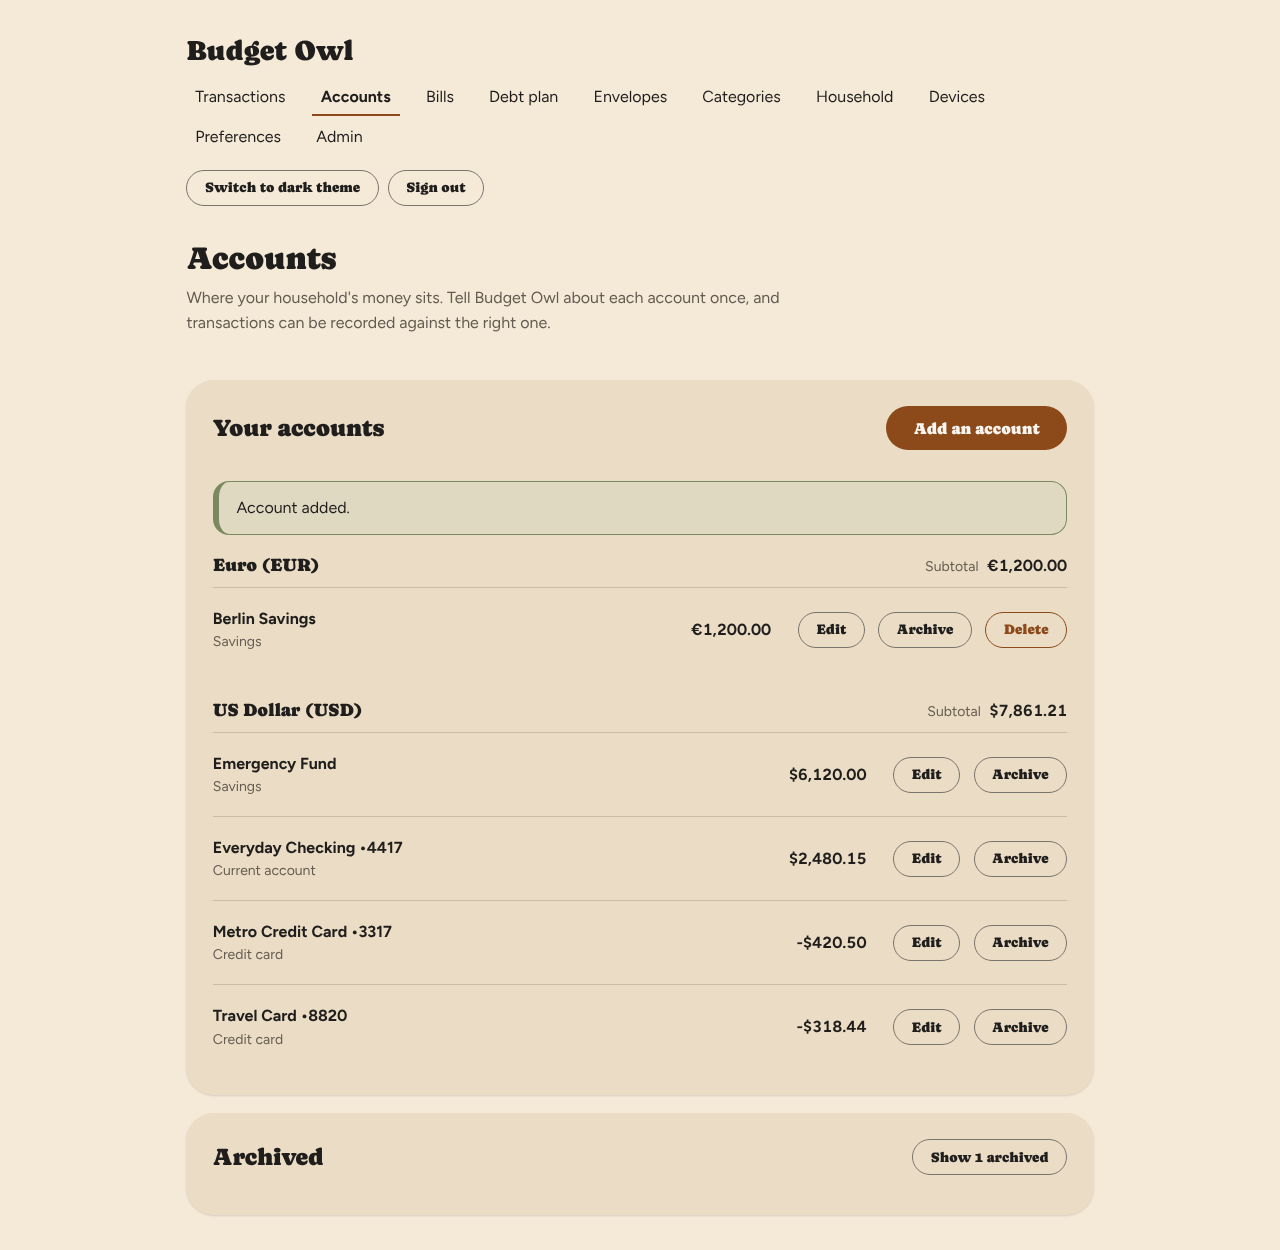 Budget Owl
Transactions Accounts Bills Debt plan Envelopes Categories Household Devices
Preferences Admin
Switch to dark theme Sign out
Accounts
Where your household's money sits. Tell Budget Owl about each account once, and
transactions can be recorded against the right one.
Your accounts Add an account
Account added.
Euro (EUR) Subtotal €1,200.00
Berlin Savings
Savings
€1,200.00 Edit Archive Delete
US Dollar (USD) Subtotal $7,861.21
Emergency Fund
Savings
$6,120.00 Edit Archive
Everyday Checking •4417
Current account
$2,480.15 Edit Archive
Metro Credit Card •3317
Credit card
-$420.50 Edit Archive
Travel Card •8820
Credit card
-$318.44 Edit Archive
Archived Show 1 archived